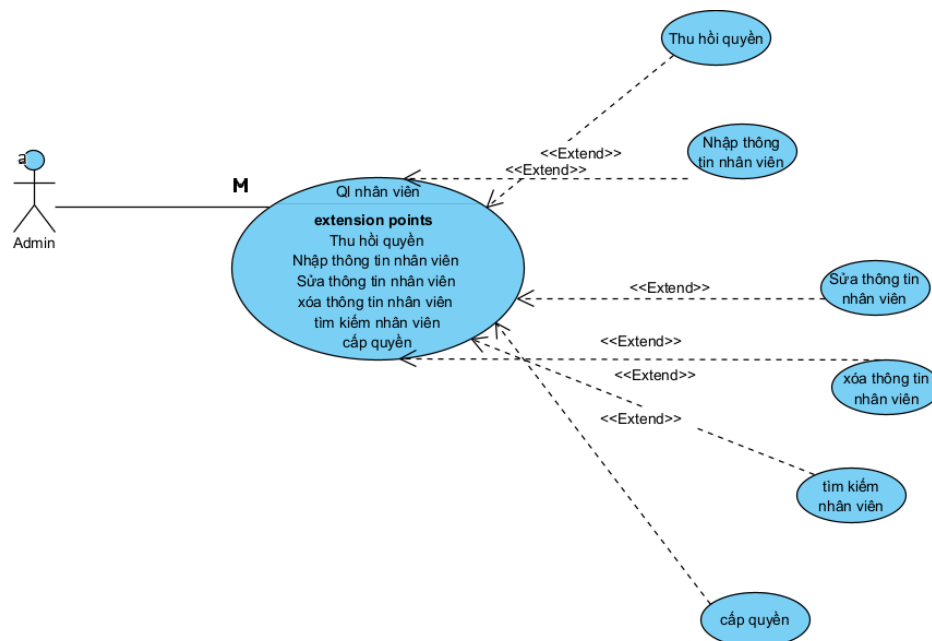 Thu hồi quyền
<<Extend>>
Nhập thông
tin nhân viên
<<Extend>>
a
Admin
M
Ql nhân viên
extension points
Thu hồi quyền
Nhập thông tin nhân viên
Sửa thông tin nhân viên
xóa thông tin nhân viên
tìm kiếm nhân viên
cấp quyền
<<Extend>>
Sửa thông tin
nhân viên
<<Extend>>
xóa thông tin
nhân viên
<<Extend>>
tìm kiếm
nhân viên
<<Extend>>
cấp quyền